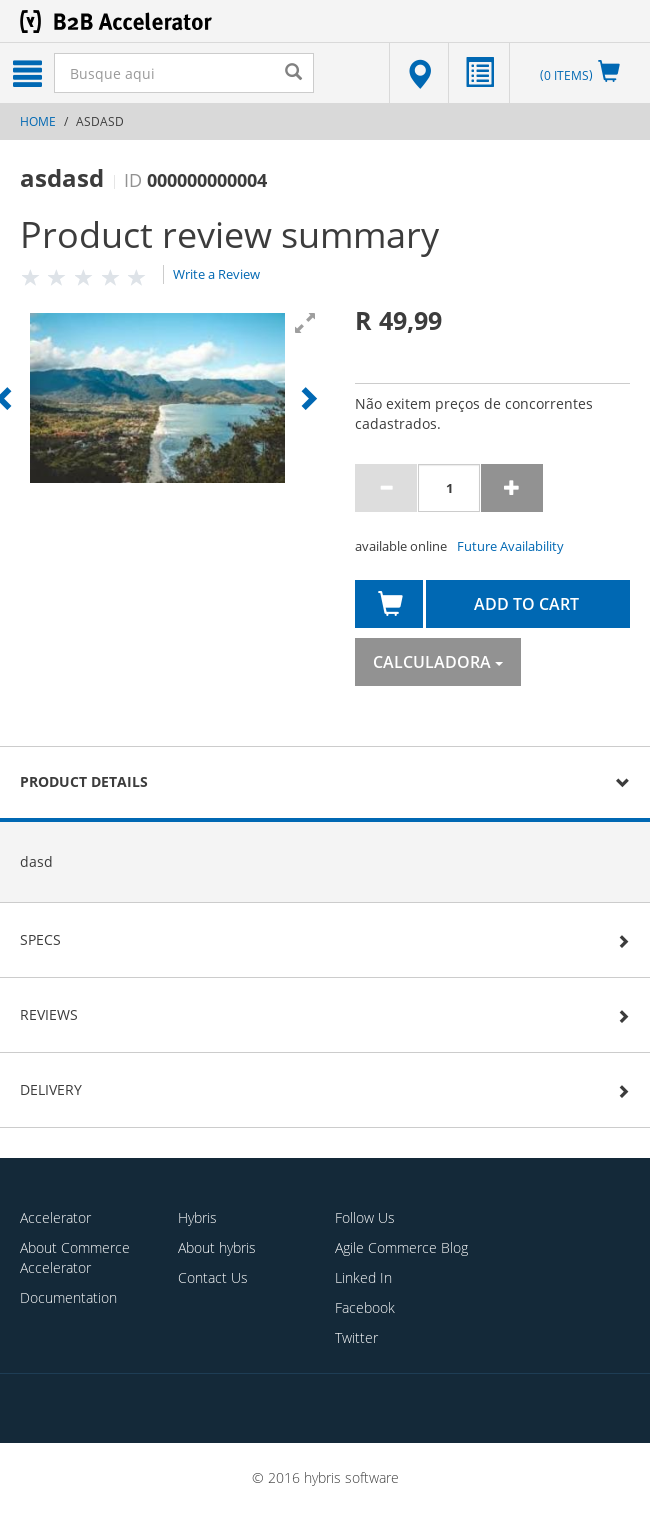 B2B Accelerator
Busque aqui
(0 ITEMS)
HOME / ASDASD
asdasd ID 000000000004
Product review summary
Write a Review
R 49,99
Não exitem preços de concorrentes
cadastrados.
1
available online Future Availability
ADD TO CART
CALCULADORA
PRODUCT DETAILS
dasd
SPECS
REVIEWS
DELIVERY
Accelerator
About Commerce
Accelerator
Documentation
Hybris
About hybris
Contact Us
Follow Us
Agile Commerce Blog
Linked In
Facebook
Twitter
© 2016 hybris software